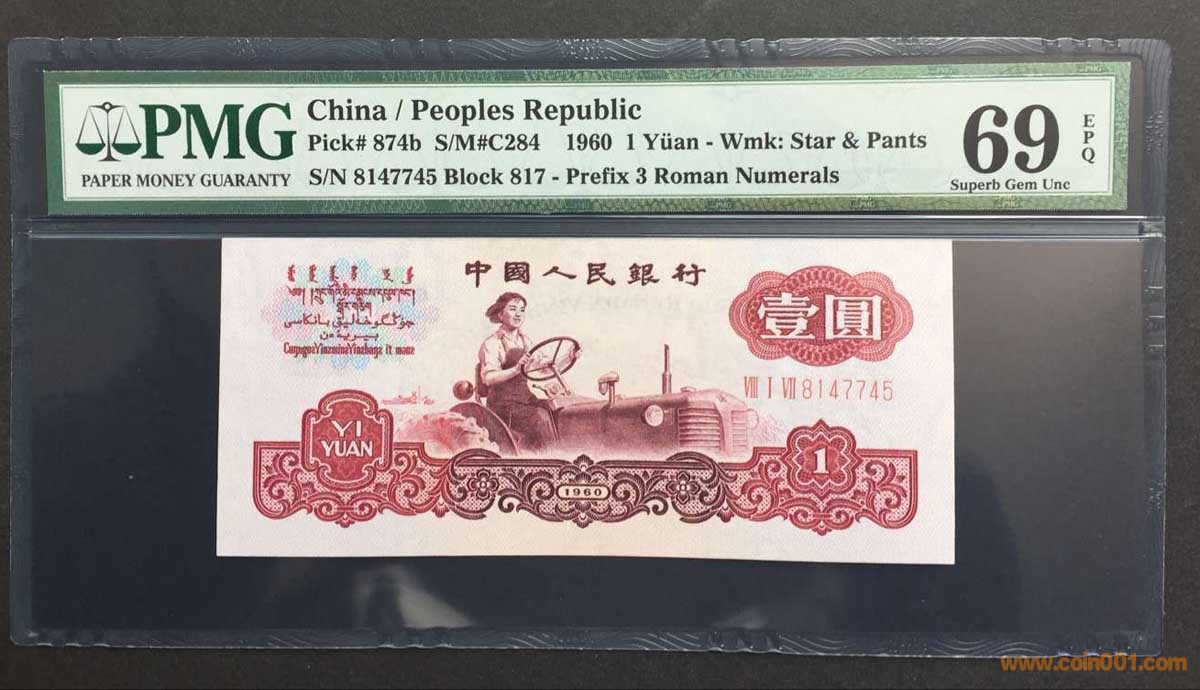 PMG
PAPER MONEY GUARANTY
China / Peoples Republic
Pick# 874b S/M#C284 1960 1 Yüan - Wmk: Star & Pants
S/N 8147745 Block 817 - Prefix 3 Roman Numerals
69
EPQ
Superb Gem Unc
中國人民銀行
壹圓
VIII I VII 8147745
YI
YUAN
1960
1
www.coin001.com